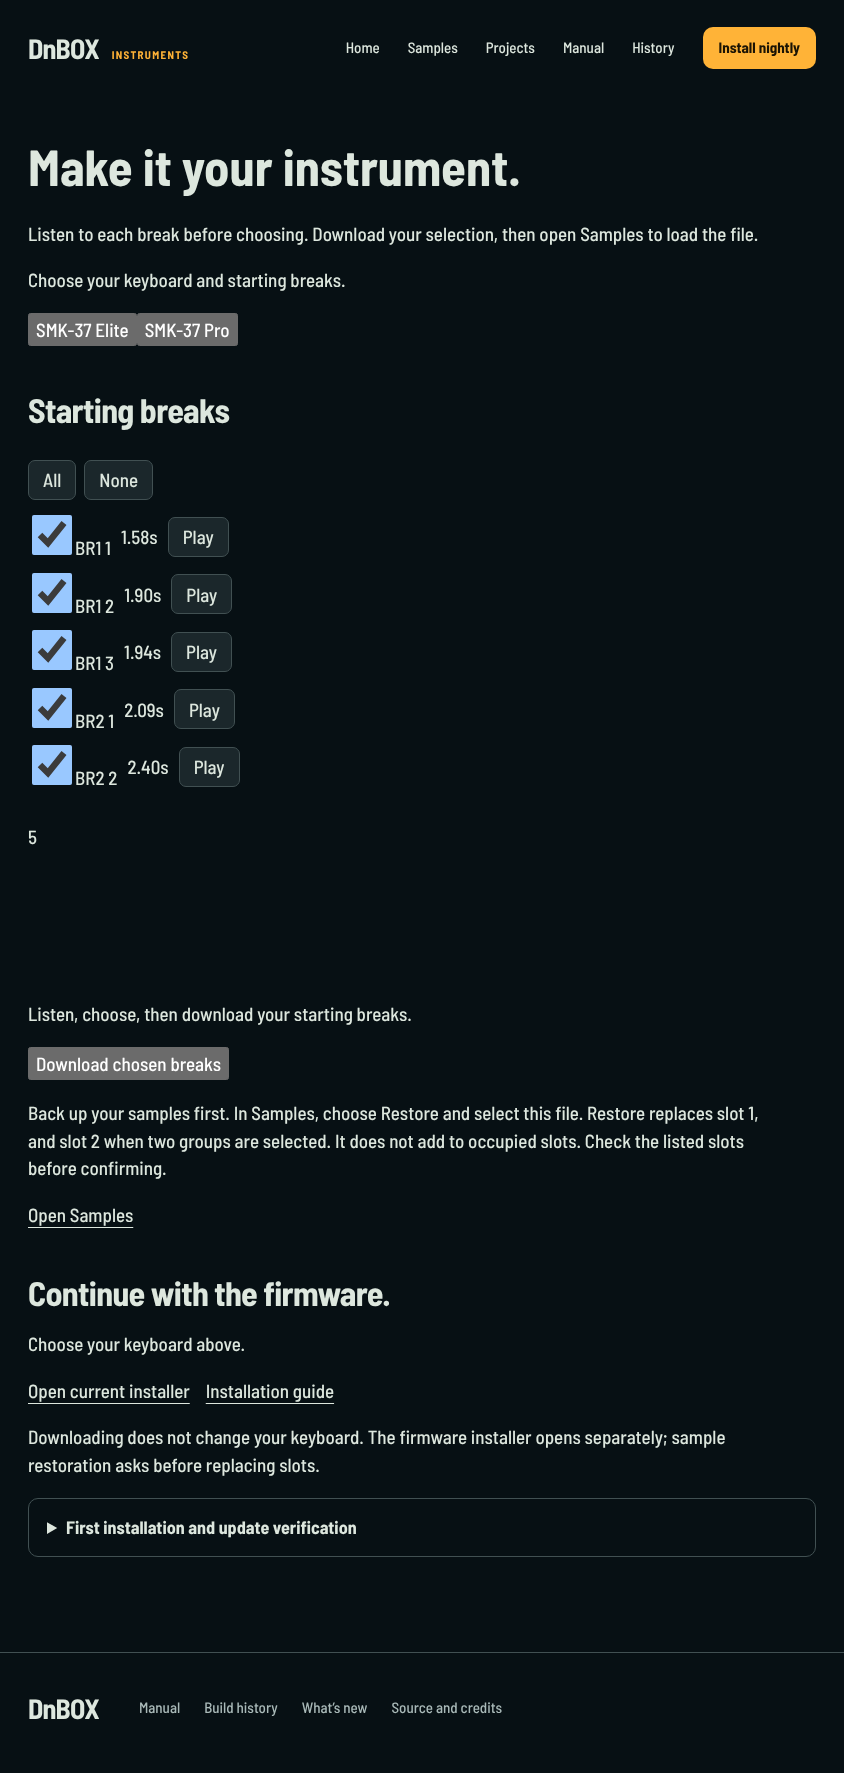 DnBOX INSTRUMENTS Home Samples Projects Manual History Install nightly
Make it your instrument.
Listen to each break before choosing. Download your selection, then open Samples to load the file.
Choose your keyboard and starting breaks.
SMK-37 Elite SMK-37 Pro
Starting breaks
All None
BR1 1 1.58s Play
BR1 2 1.90s Play
BR1 3 1.94s Play
BR2 1 2.09s Play
BR2 2 2.40s Play
5
Listen, choose, then download your starting breaks.
Download chosen breaks
Back up your samples first. In Samples, choose Restore and select this file. Restore replaces slot 1,
and slot 2 when two groups are selected. It does not add to occupied slots. Check the listed slots
before confirming.
Open Samples
Continue with the firmware.
Choose your keyboard above.
Open current installer Installation guide
Downloading does not change your keyboard. The firmware installer opens separately; sample
restoration asks before replacing slots.
First installation and update verification
DnBOX Manual Build history What's new Source and credits